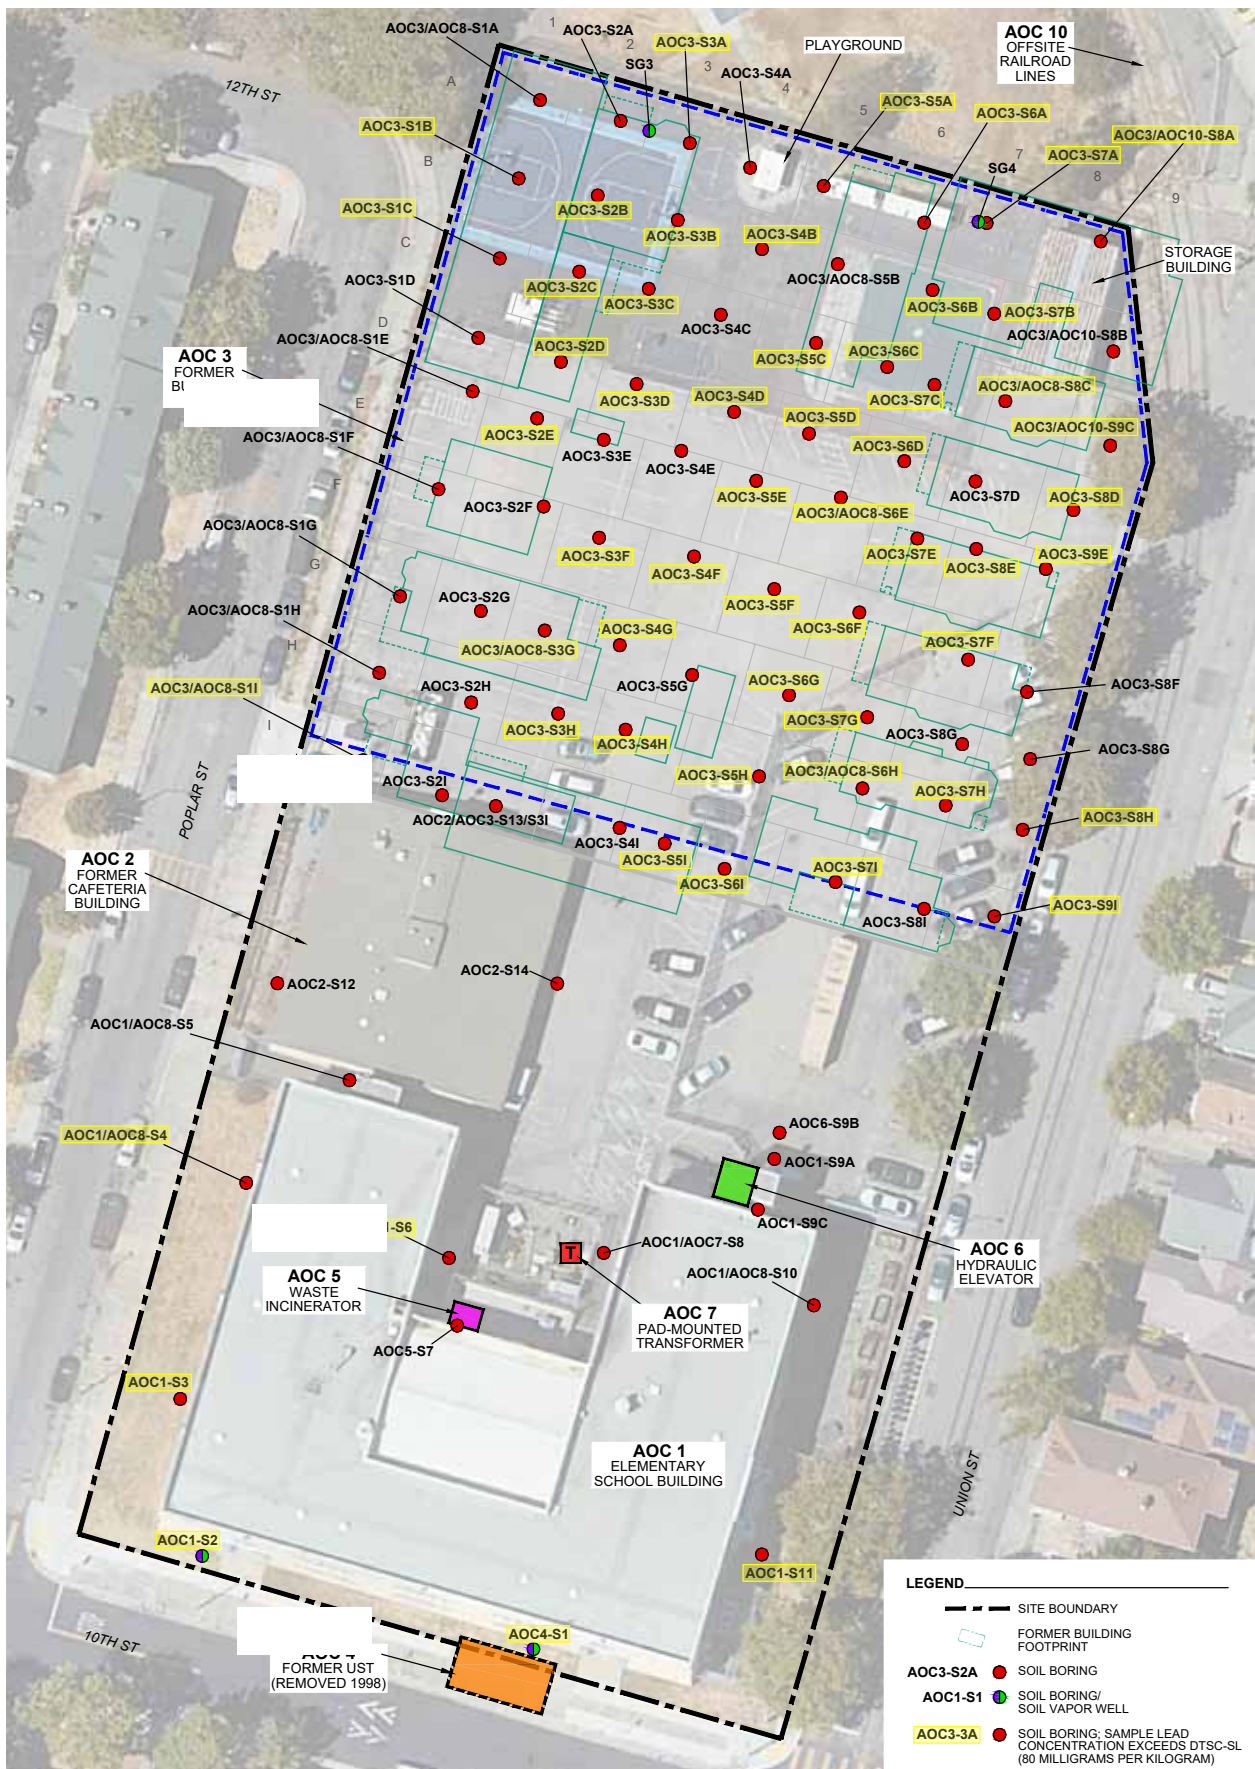 AOC3/AOC8-S1A
1
AOC3-S2A
2
AOC3-S3A
SG3
3
PLAYGROUND
AOC3-S4A
4
AOC 10
OFFSITE
RAILROAD
LINES
12TH ST
A
AOC3-S5A
5
AOC3-S6A
6
AOC3/AOC10-S8A
AOC3-S1B
7
AOC3-S7A
SG4
8
B
9
AOC3-S1C
AOC3-S2B
AOC3-S3B
AOC3-S4B
C
STORAGE
BUILDING
AOC3-S1D
AOC3-S2C
AOC3-S3C
AOC3/AOC8-S5B
AOC3-S6B
AOC3-S7B
AOC3-S4C
D
AOC3/AOC8-S1E
AOC3/AOC10-S8B
AOC 3
FORMER
AOC3-S2D
AOC3-S5C
AOC3-S6C
AOC3-S3D
AOC3-S4D
AOC3-S7C
AOC3/AOC8-S8C
E
AOC3-S2E
AOC3-S5D
AOC3/AOC10-S9C
AOC3/AOC8-S1F
AOC3-S3E
AOC3-S4E
AOC3-S6D
F
AOC3-S2F
AOC3-S5E
AOC3/AOC8-S6E
AOC3-S7D
AOC3-S8D
AOC3/AOC8-S1G
AOC3-S3F
AOC3-S7E
G
AOC3-S4F
AOC3-S8E
AOC3-S9E
AOC3/AOC8-S1H
AOC3-S2G
AOC3-S5F
AOC3-S6F
H
AOC3/AOC8-S3G
AOC3-S4G
AOC3-S7F
AOC3/AOC8-S1I
AOC3-S2H
AOC3-S5G
AOC3-S6G
AOC3-S8F
I
AOC3-S3H
AOC3-S4H
AOC3-S7G
AOC3-S8G
AOC3-S8G
POPLAR ST
AOC3-S2I
AOC3-S5H
AOC3/AOC8-S6H
AOC3-S7H
AOC2/AOC3-S13/S3I
AOC3-S8H
AOC3-S4I
AOC3-S5I
AOC 2
FORMER
CAFETERIA
BUILDING
AOC3-S6I
AOC3-S7I
AOC3-S8I
AOC3-S9I
AOC2-S12
AOC2-S14
AOC1/AOC8-S5
AOC1/AOC8-S4
AOC6-S9B
AOC1-S9A
AOC1-S9C
-S6
AOC1/AOC7-S8
T
AOC 6
HYDRAULIC
ELEVATOR
AOC 5
WASTE
INCINERATOR
AOC1/AOC8-S10
AOC 7
PAD-MOUNTED
TRANSFORMER
AOC5-S7
AOC1-S3
AOC 1
ELEMENTARY
SCHOOL BUILDING
UNION ST
AOC1-S2
AOC1-S11
10TH ST
AOC4-S1
AOC 4
FORMER UST
(REMOVED 1998)
LEGEND
SITE BOUNDARY
FORMER BUILDING
FOOTPRINT
AOC3-S2A SOIL BORING
AOC1-S1 SOIL BORING/
SOIL VAPOR WELL
AOC3-3A SOIL BORING; SAMPLE LEAD
CONCENTRATION EXCEEDS DTSC-SL
(80 MILLIGRAMS PER KILOGRAM)